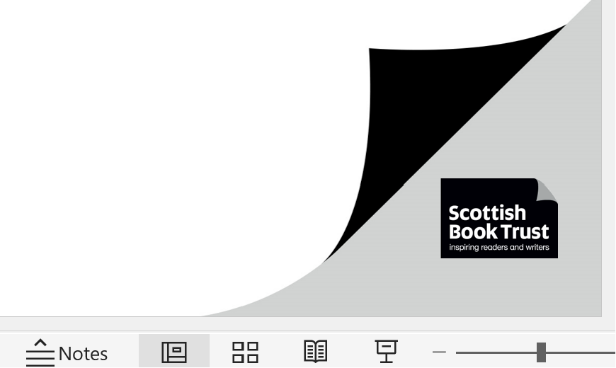 Scottish
Book Trust
inspiring readers and writers
Notes